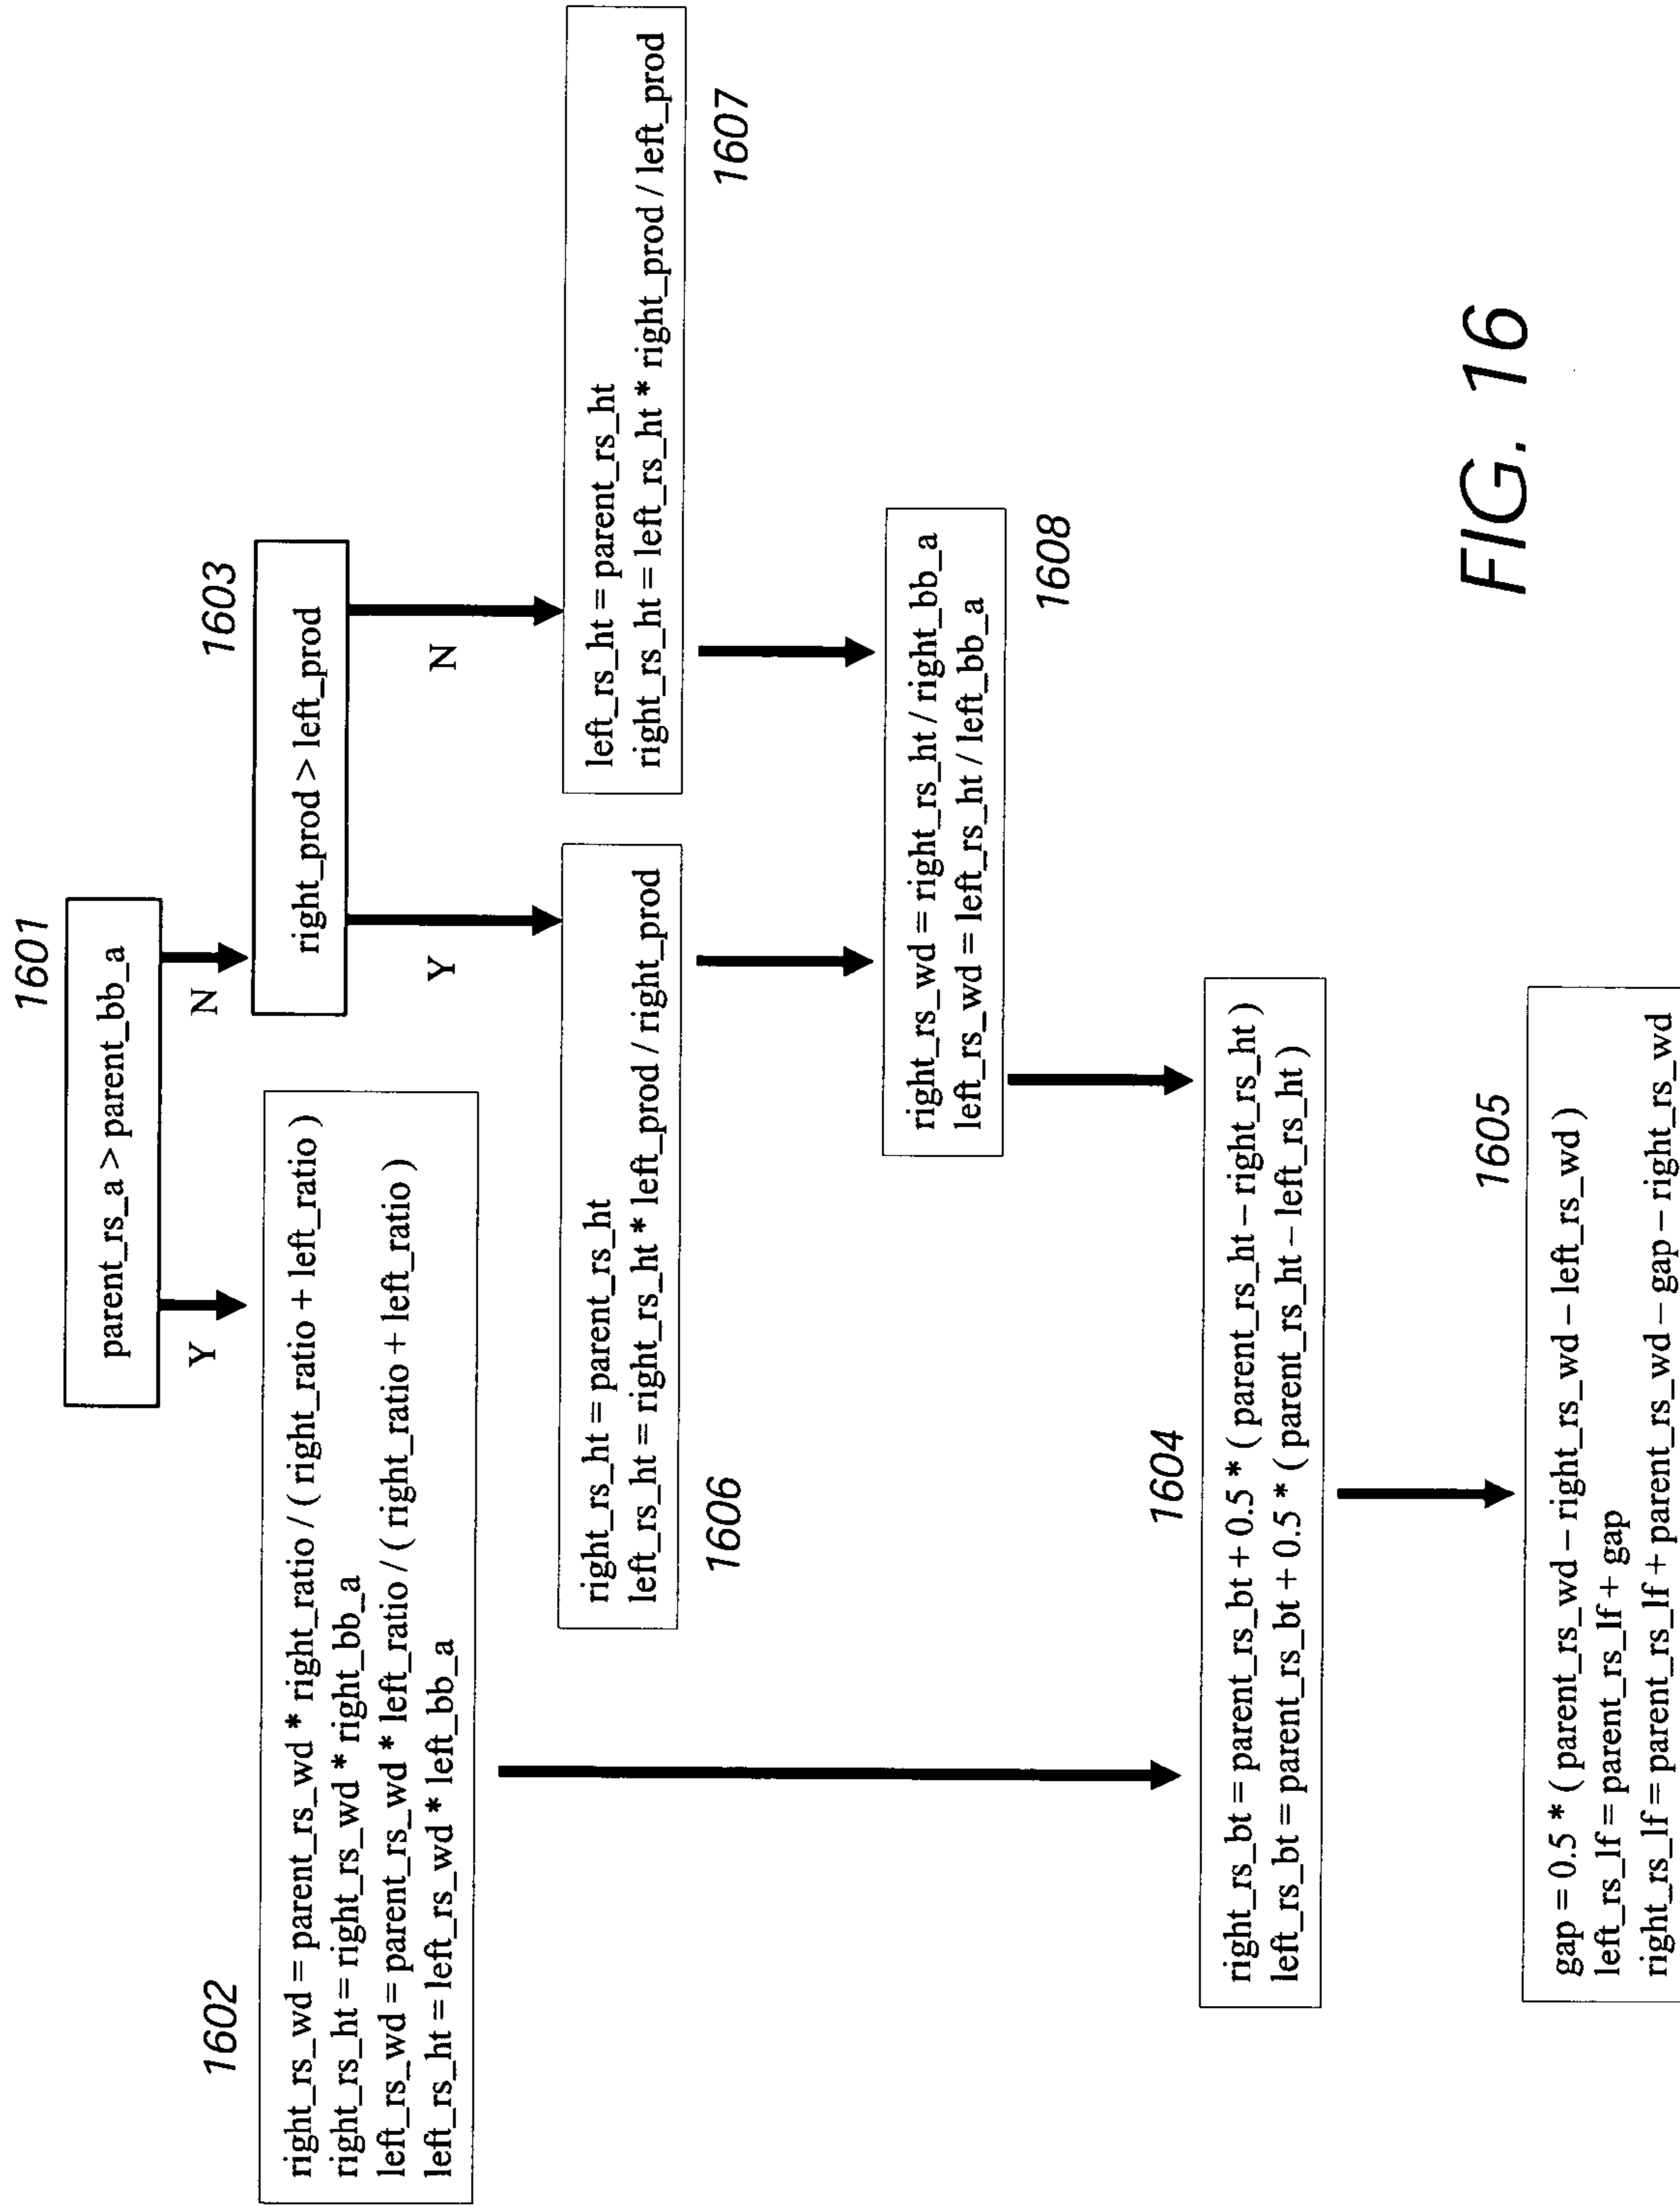 1601
parent_rs_a > parent_bb_a
Y
N
1602
right_rs_wd = parent_rs_wd * right_ratio / ( right_ratio + left_ratio )
right_rs_ht = right_rs_wd * right_bb_a
left_rs_wd = parent_rs_wd * left_ratio / ( right_ratio + left_ratio )
left_rs_ht = left_rs_wd * left_bb_a
1603
right_prod > left_prod
Y
N
right_rs_ht = parent_rs_ht
left_rs_ht = right_rs_ht * left_prod / right_prod
1606
left_rs_ht = parent_rs_ht
right_rs_ht = left_rs_ht * right_prod / left_prod
1607
right_rs_wd = right_rs_ht / right_bb_a
left_rs_wd = left_rs_ht / left_bb_a
1608
1604
right_rs_bt = parent_rs_bt + 0.5 * ( parent_rs_ht – right_rs_ht )
left_rs_bt = parent_rs_bt + 0.5 * ( parent_rs_ht – left_rs_ht )
1605
gap = 0.5 * ( parent_rs_wd – right_rs_wd – left_rs_wd )
left_rs_lf = parent_rs_lf + gap
right_rs_lf = parent_rs_lf + parent_rs_wd – gap – right_rs_wd
FIG. 16